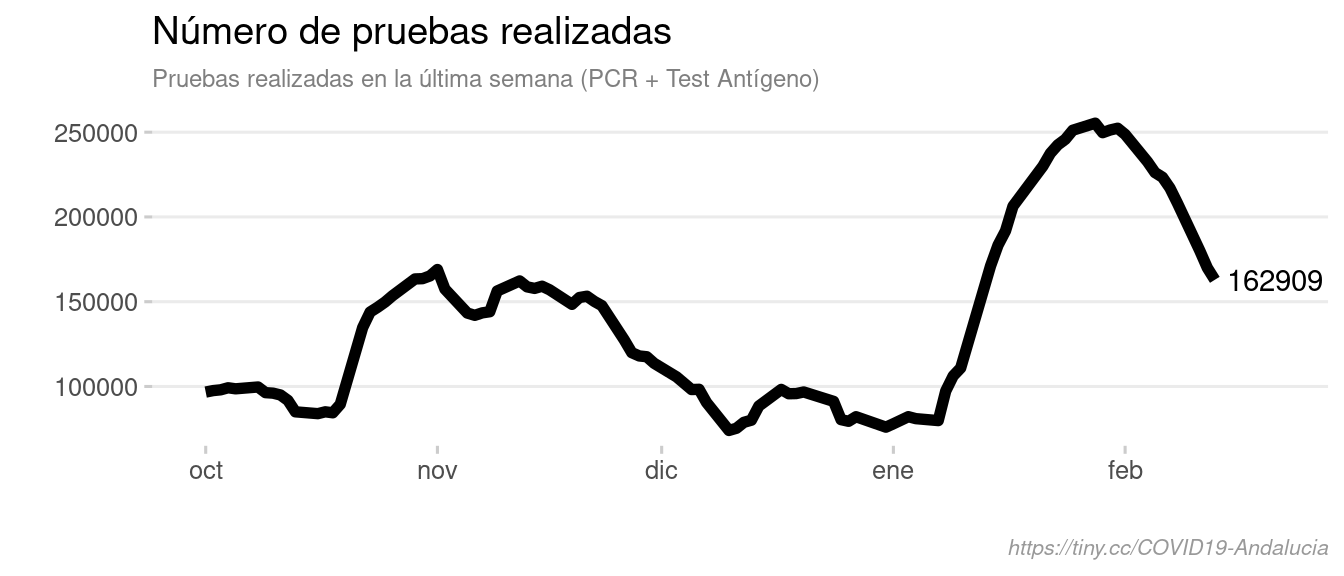 Número de pruebas realizadas
Pruebas realizadas en la última semana (PCR + Test Antígeno)
250000
200000
150000
100000
162909
oct nov dic ene feb
https://tiny.cc/COVID19-Andalucia